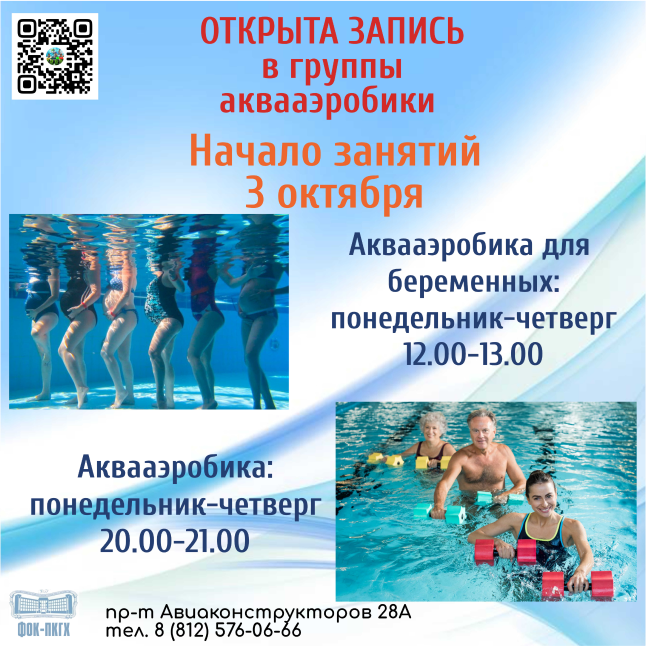 ОТКРЫТА ЗАПИСЬ
в группы
аквааэробики
Начало занятий
3 октября
Аквааэробика для
беременных:
понедельник-четверг
12.00-13.00
Аквааэробика:
понедельник-четверг
20.00-21.00
ФОК-ПКГХ
пр-т Авиаконструкторов 28А
тел. 8 (812) 576-06-66